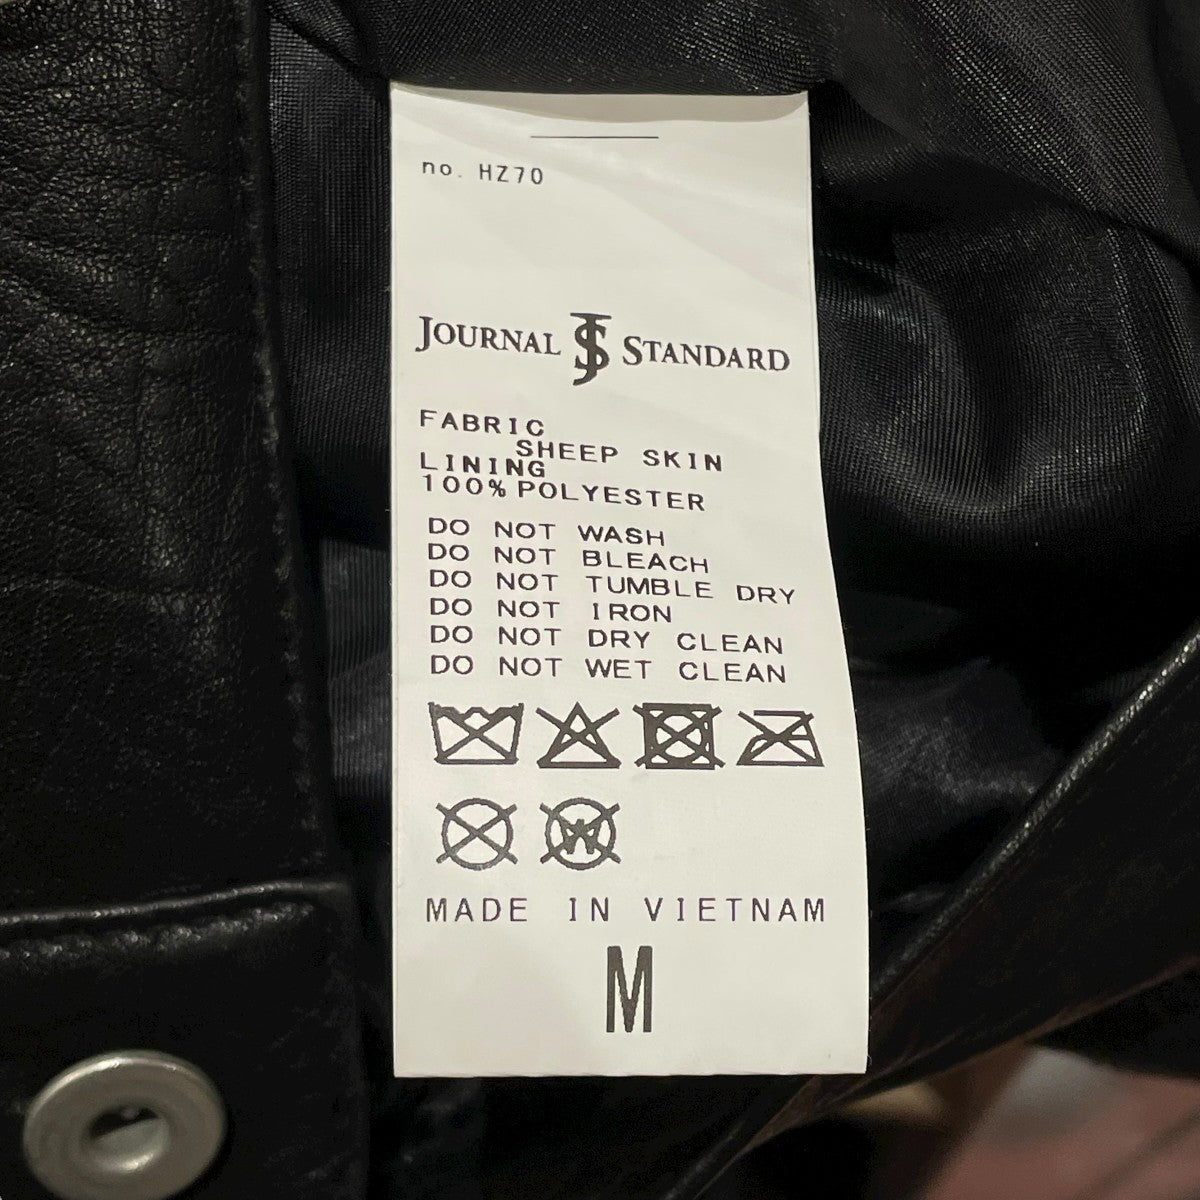 no. HZ70
JOURNAL JS STANDARD
FABRIC
SHEEP SKIN
LINING
100% POLYESTER
DO NOT WASH
DO NOT BLEACH
DO NOT TUMBLE DRY
DO NOT IRON
DO NOT DRY CLEAN
DO NOT WET CLEAN
W
MADE IN VIETNAM
M